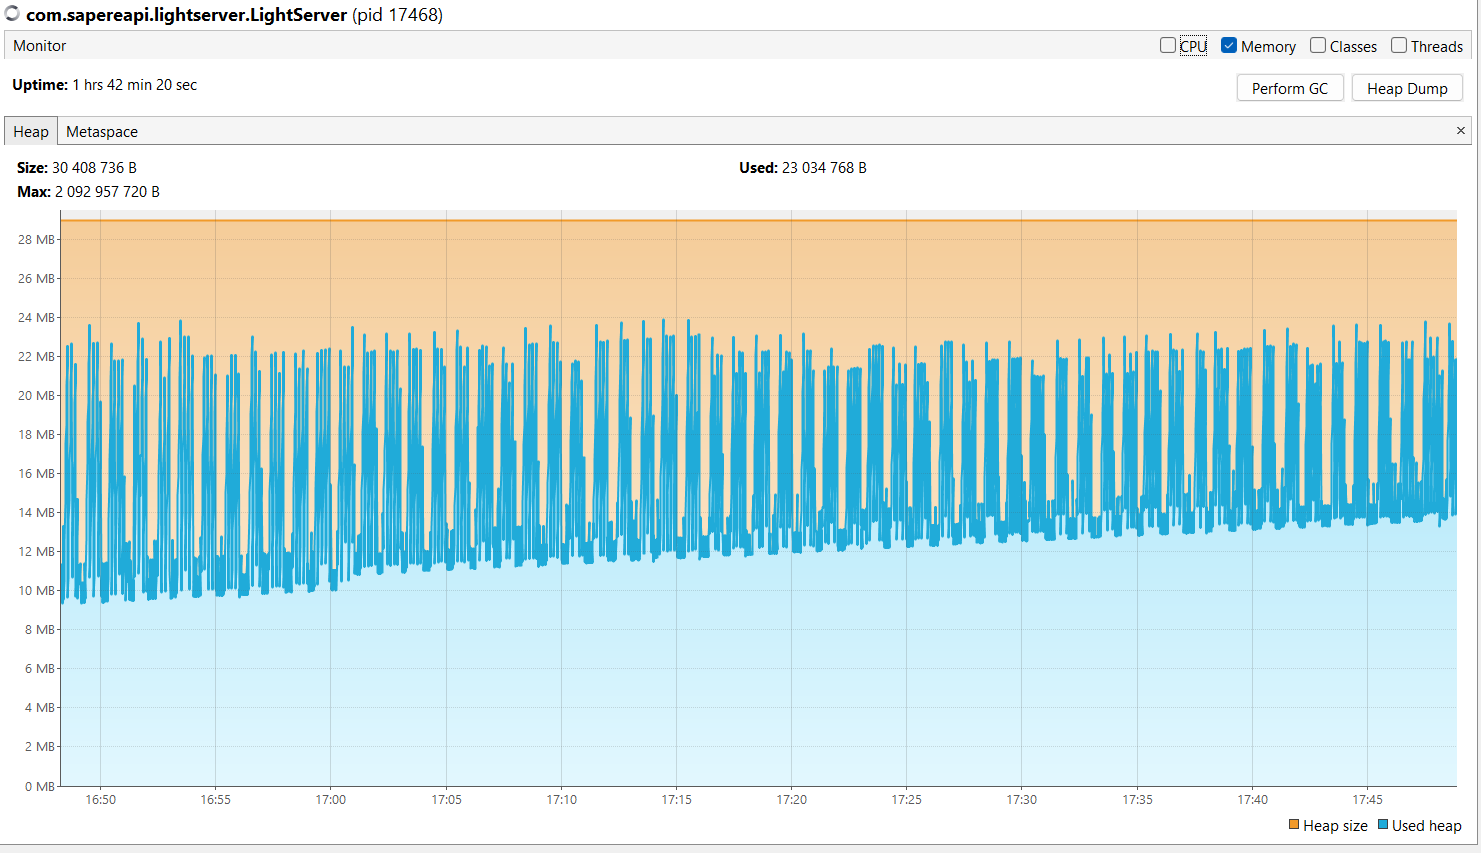 com.sapereapi.lightserver.LightServer (pid 17468)
Monitor CPU Memory Classes Threads
Uptime: 1 hrs 42 min 20 sec
Perform GC Heap Dump
Heap Metaspace ×
Size: 30 408 736 B Used: 23 034 768 B
Max: 2 092 957 720 B
28 MB
26 MB
24 MB
22 MB
20 MB
18 MB
16 MB
14 MB
12 MB
10 MB
8 MB
6 MB
4 MB
2 MB
0 MB
16:50 16:55 17:00 17:05 17:10 17:15 17:20 17:25 17:30 17:35 17:40 17:45
Heap size Used heap